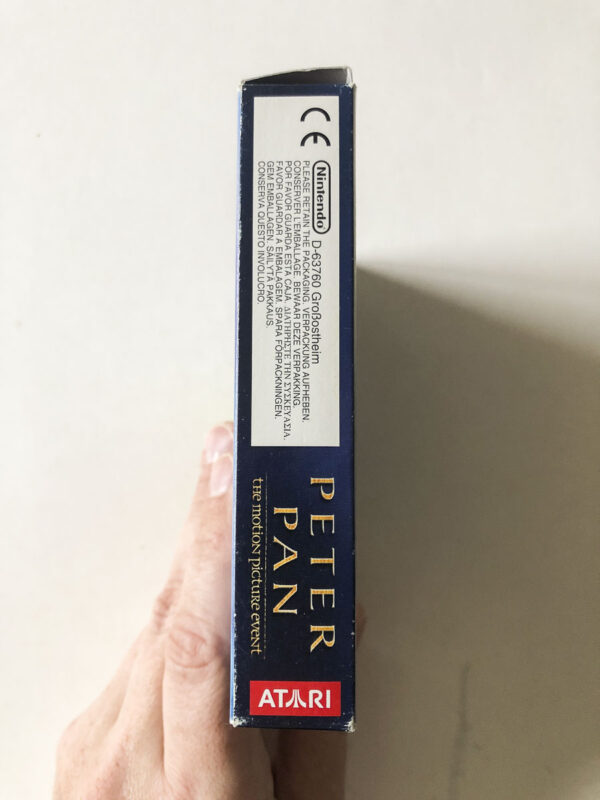 CE
Nintendo D-63760 Großostheim
PLEASE RETAIN THE PACKAGING. VERPACKUNG AUFHEBEN.
CONSERVER L'EMBALLAGE. BEWAAR DEZE VERPAKKING.
POR FAVOR GUARDA ESTA CAJA. ΔΙΑΤΗΡΗΣΤΕ ΤΗΝ ΣΥΣΚΕΥΑΣΙΑ.
FAVOR GUARDAR A EMBALAGEM. SPARA FÖRPACKNINGEN.
GEM EMBALLAGEN. SÄILYTÄ PAKKAUS.
CONSERVA QUESTO INVOLUCRO.
PETER
PAN
the motion picture event
ATARI